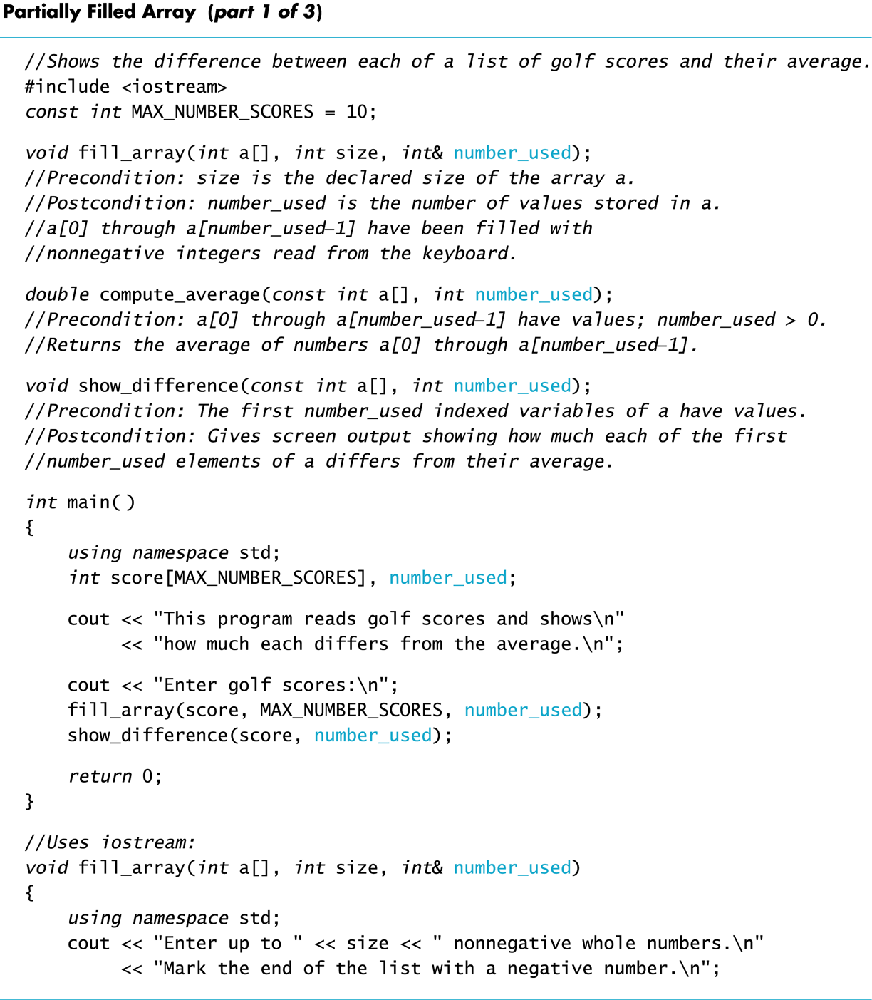 Partially Filled Array (part 1 of 3)
//Shows the difference between each of a list of golf scores and their average.
#include <iostream>
const int MAX_NUMBER_SCORES = 10;
void fill_array(int a[], int size, int& number_used);
//Precondition: size is the declared size of the array a.
//Postcondition: number_used is the number of values stored in a.
//a[0] through a[number_used–1] have been filled with
//nonnegative integers read from the keyboard.
double compute_average(const int a[], int number_used);
//Precondition: a[0] through a[number_used–1] have values; number_used > 0.
//Returns the average of numbers a[0] through a[number_used–1].
void show_difference(const int a[], int number_used);
//Precondition: The first number_used indexed variables of a have values.
//Postcondition: Gives screen output showing how much each of the first
//number_used elements of a differs from their average.
int main( )
{
    using namespace std;
    int score[MAX_NUMBER_SCORES], number_used;
    cout << "This program reads golf scores and shows\n"
         << "how much each differs from the average.\n";
    cout << "Enter golf scores:\n";
    fill_array(score, MAX_NUMBER_SCORES, number_used);
    show_difference(score, number_used);
    return 0;
}
//Uses iostream:
void fill_array(int a[], int size, int& number_used)
{
    using namespace std;
    cout << "Enter up to " << size << " nonnegative whole numbers.\n"
         << "Mark the end of the list with a negative number.\n";